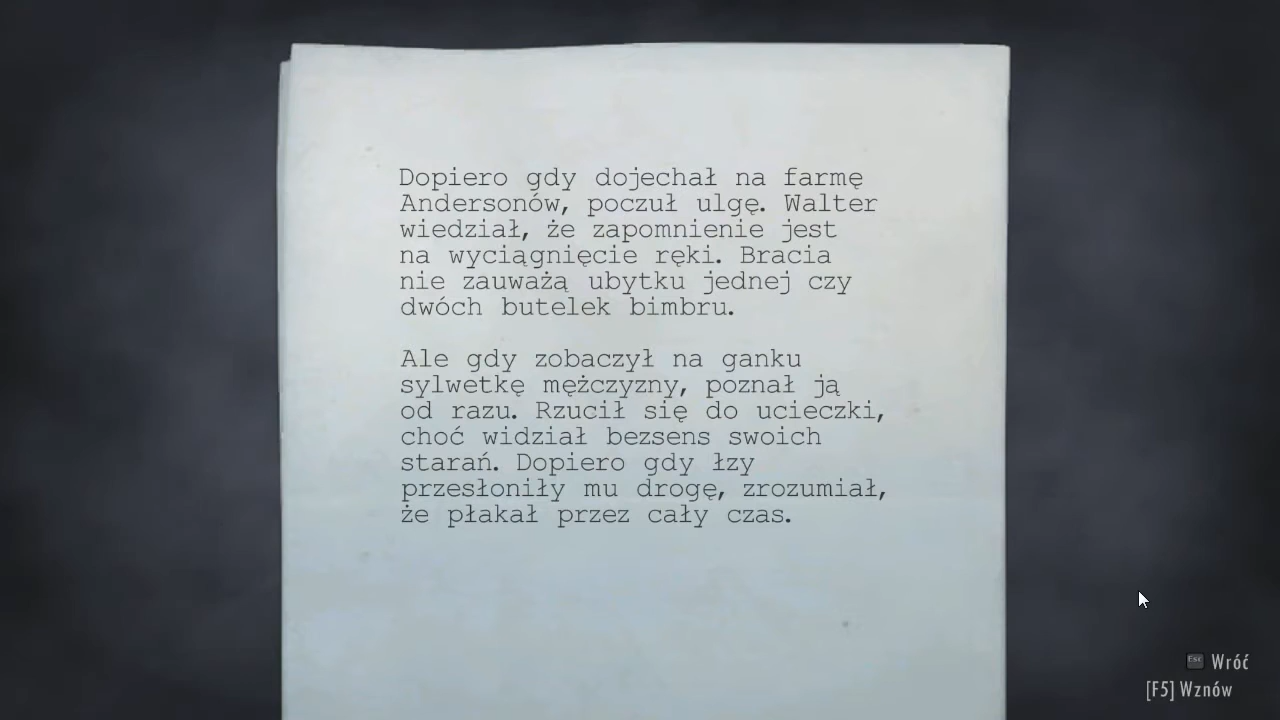 Dopiero gdy dojechał na farmę
Andersonów, poczuł ulgę. Walter
wiedział, że zapomnienie jest
na wyciągnięcie ręki. Bracia
nie zauważą ubytku jednej czy
dwóch butelek bimbru.
Ale gdy zobaczył na ganku
sylwetkę mężczyzny, poznał ją
od razu. Rzucił się do ucieczki,
choć widział bezsens swoich
starań. Dopiero gdy łzy
przesłoniły mu drogę, zrozumiał,
że płakał przez cały czas.
Esc Wróć
[F5] Wznów